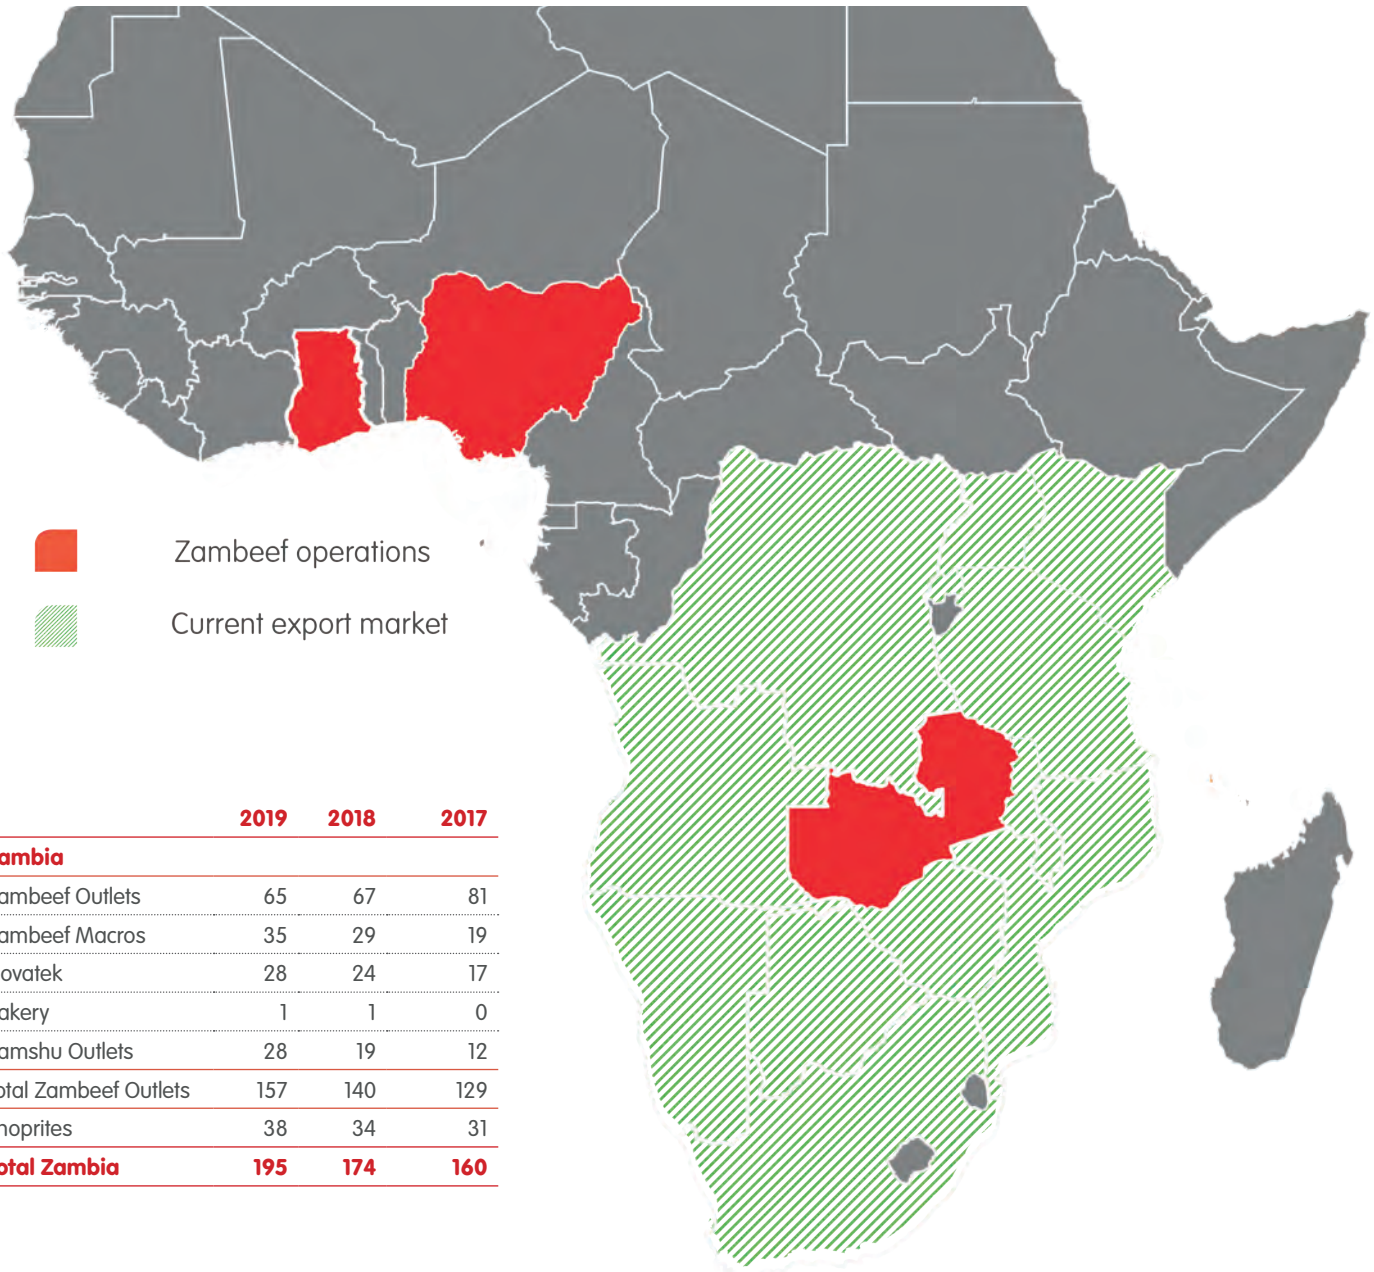 Zambeef operations
Current export market
2019 2018 2017
ambia
ambeef Outlets 65 67 81
ambeef Macros 35 29 19
ovatek 28 24 17
akery 1 1 0
amshu Outlets 28 19 12
otal Zambeef Outlets 157 140 129
hoprites 38 34 31
otal Zambia 195 174 160